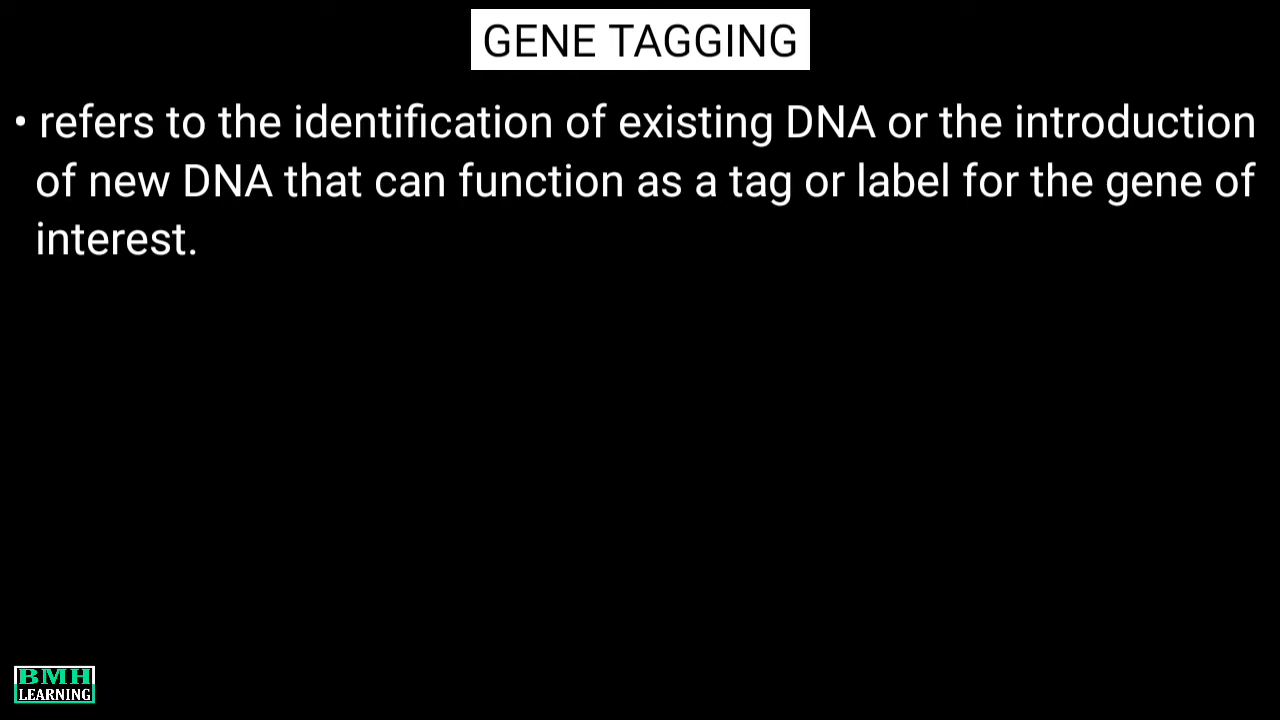 GENE TAGGING
• refers to the identification of existing DNA or the introduction
of new DNA that can function as a tag or label for the gene of
interest.
BMH
LEARNING